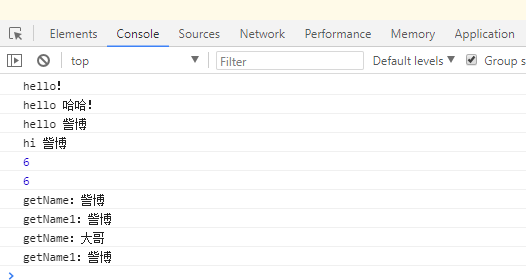 Elements Console Sources Network Performance Memory Application
top Filter Default levels Group s
hello!
hello 哈哈!
hello 訾博
hi 訾博
6
6
getName: 訾博
getName1: 訾博
getName: 大哥
getName1: 訾博